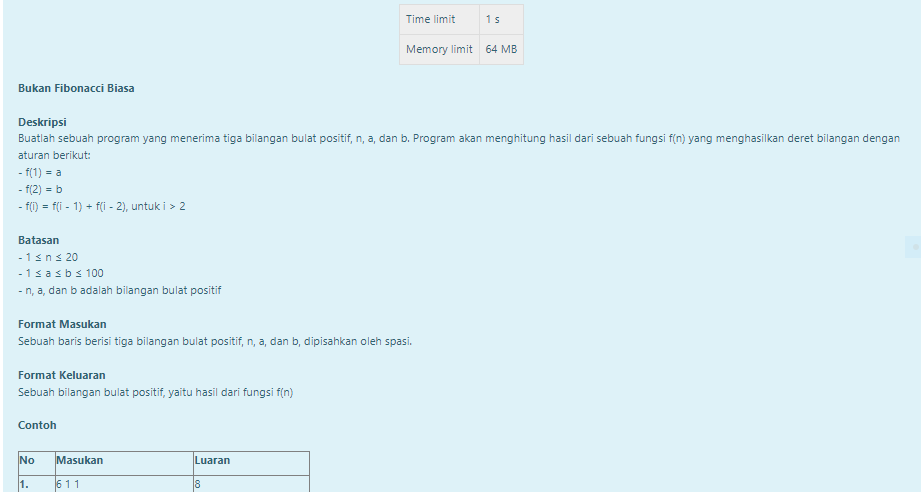 Time limit 1 s
Memory limit 64 MB
Bukan Fibonacci Biasa
Deskripsi
Buatlah sebuah program yang menerima tiga bilangan bulat positif, n, a, dan b. Program akan menghitung hasil dari sebuah fungsi f(n) yang menghasilkan deret bilangan dengan
aturan berikut:
- f(1) = a
- f(2) = b
- f(i) = f(i - 1) + f(i - 2), untuk i > 2
Batasan
- 1 ≤ n ≤ 20
- 1 ≤ a ≤ b ≤ 100
- n, a, dan b adalah bilangan bulat positif
Format Masukan
Sebuah baris berisi tiga bilangan bulat positif, n, a, dan b, dipisahkan oleh spasi.
Format Keluaran
Sebuah bilangan bulat positif, yaitu hasil dari fungsi f(n)
Contoh
No Masukan Luaran
1. 6 1 1 8